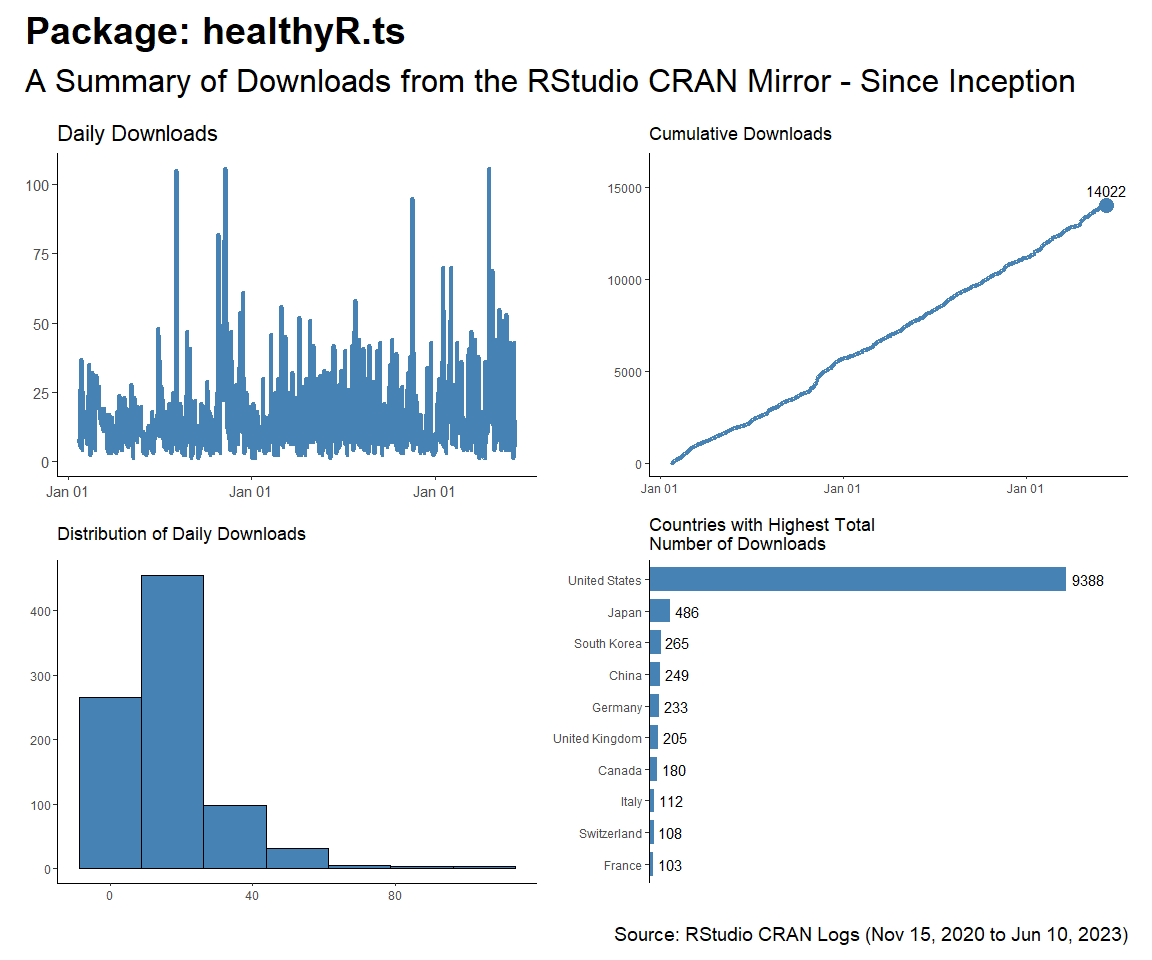 Package: healthyR.ts
A Summary of Downloads from the RStudio CRAN Mirror - Since Inception
Daily Downloads
100
75
50
25
0
Jan 01 Jan 01 Jan 01
Cumulative Downloads
15000
10000
5000
0
14022
Jan 01 Jan 01 Jan 01
Distribution of Daily Downloads
400
300
200
100
0
0 40 80
Countries with Highest Total
Number of Downloads
United States 9388
Japan 486
South Korea 265
China 249
Germany 233
United Kingdom 205
Canada 180
Italy 112
Switzerland 108
France 103
Source: RStudio CRAN Logs (Nov 15, 2020 to Jun 10, 2023)